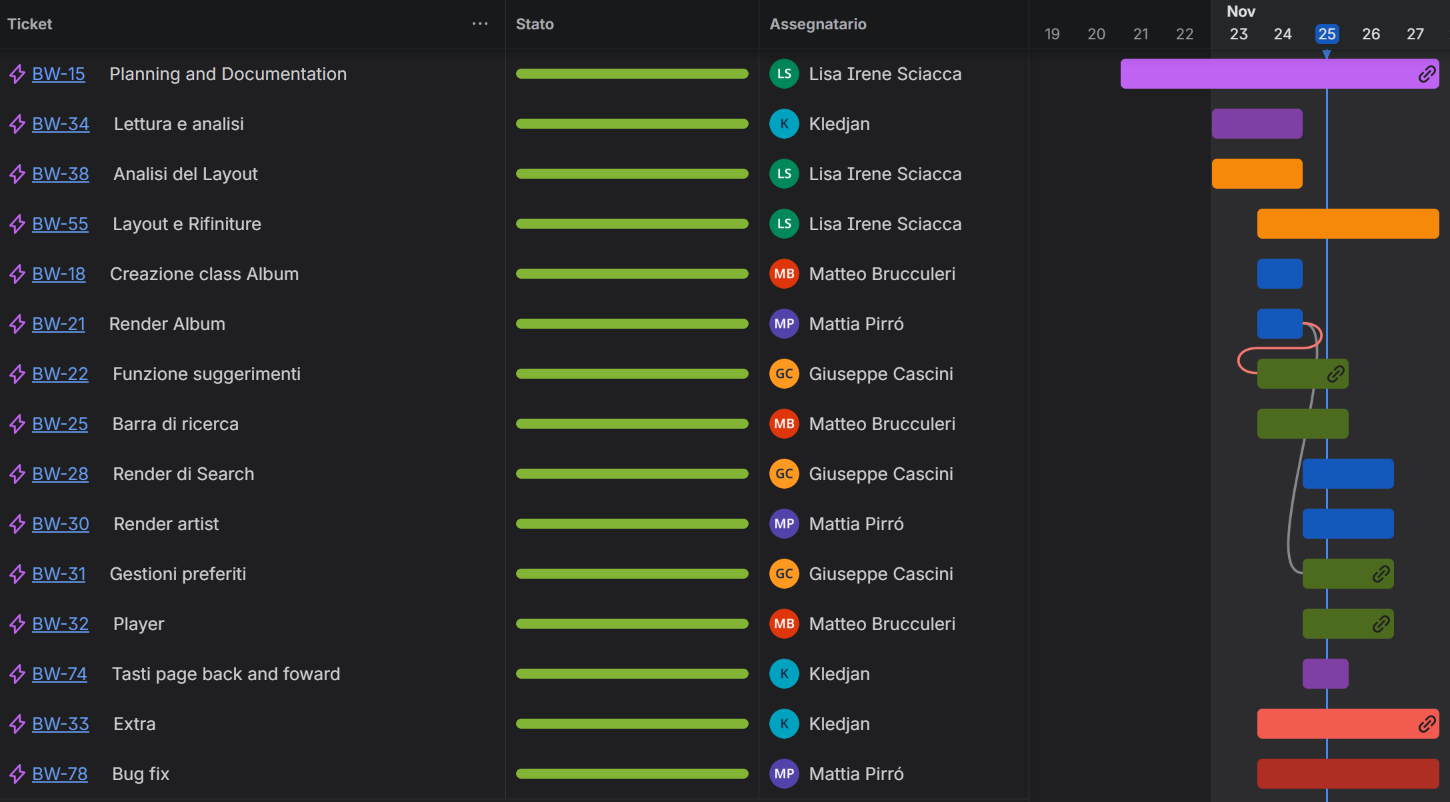 Ticket ··· Stato Assegnatario Nov
19 20 21 22 23 24 25 26 27
BW-15 Planning and Documentation LS Lisa Irene Sciacca
BW-34 Lettura e analisi K Kledjan
BW-38 Analisi del Layout LS Lisa Irene Sciacca
BW-55 Layout e Rifiniture LS Lisa Irene Sciacca
BW-18 Creazione class Album MB Matteo Brucculeri
BW-21 Render Album MP Mattia Pirró
BW-22 Funzione suggerimenti GC Giuseppe Cascini
BW-25 Barra di ricerca MB Matteo Brucculeri
BW-28 Render di Search GC Giuseppe Cascini
BW-30 Render artist MP Mattia Pirró
BW-31 Gestioni preferiti GC Giuseppe Cascini
BW-32 Player MB Matteo Brucculeri
BW-74 Tasti page back and foward K Kledjan
BW-33 Extra K Kledjan
BW-78 Bug fix MP Mattia Pirró